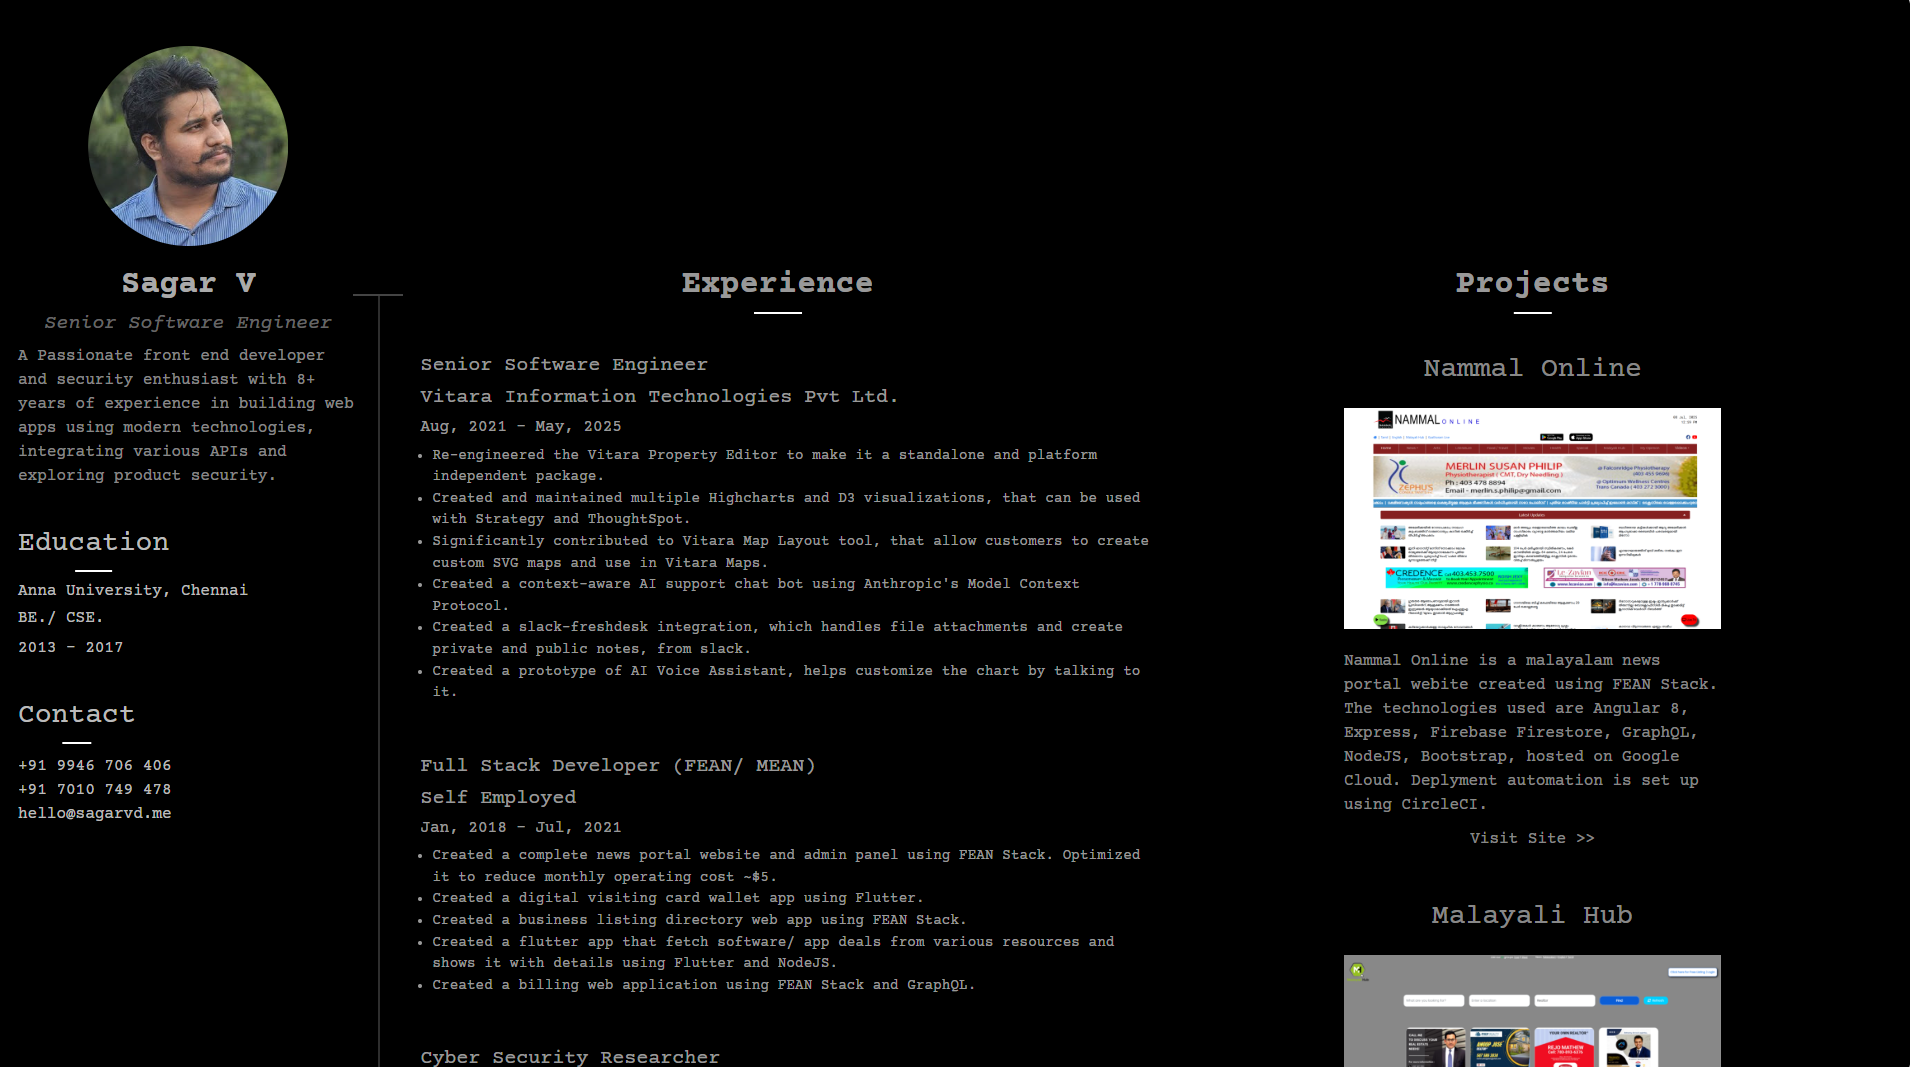 Sagar V
Senior Software Engineer
A Passionate front end developer
and security enthusiast with 8+
years of experience in building web
apps using modern technologies,
integrating various APIs and
exploring product security.
Education
Anna University, Chennai
BE./ CSE.
2013 - 2017
Contact
+91 9946 706 406
+91 7010 749 478
hello@sagarvd.me
Experience
Senior Software Engineer
Vitara Information Technologies Pvt Ltd.
Aug, 2021 - May, 2025
Re-engineered the Vitara Property Editor to make it a standalone and platform
independent package.
Created and maintained multiple Highcharts and D3 visualizations, that can be used
with Strategy and ThoughtSpot.
Significantly contributed to Vitara Map Layout tool, that allow customers to create
custom SVG maps and use in Vitara Maps.
Created a context-aware AI support chat bot using Anthropic's Model Context
Protocol.
Created a slack-freshdesk integration, which handles file attachments and create
private and public notes, from slack.
Created a prototype of AI Voice Assistant, helps customize the chart by talking to
it.
Full Stack Developer (FEAN/ MEAN)
Self Employed
Jan, 2018 - Jul, 2021
Created a complete news portal website and admin panel using FEAN Stack. Optimized
it to reduce monthly operating cost ~$5.
Created a digital visiting card wallet app using Flutter.
Created a business listing directory web app using FEAN Stack.
Created a flutter app that fetch software/ app deals from various resources and
shows it with details using Flutter and NodeJS.
Created a billing web application using FEAN Stack and GraphQL.
Cyber Security Researcher
Projects
Nammal Online
NAMMAL ONLINE
MERLIN SUSAN PHILIP
Physiotherapist ( CMT, Dry Needling )
Ph : 403 478 8894
Email - merlin.s.philip@gmail.com
ZEPHUS
Latest Updates
CREDENCE
Call:403.453.7500
Nammal Online is a malayalam news
portal webite created using FEAN Stack.
The technologies used are Angular 8,
Express, Firebase Firestore, GraphQL,
NodeJS, Bootstrap, hosted on Google
Cloud. Deplyment automation is set up
using CircleCI.
Visit Site >>
Malayali Hub